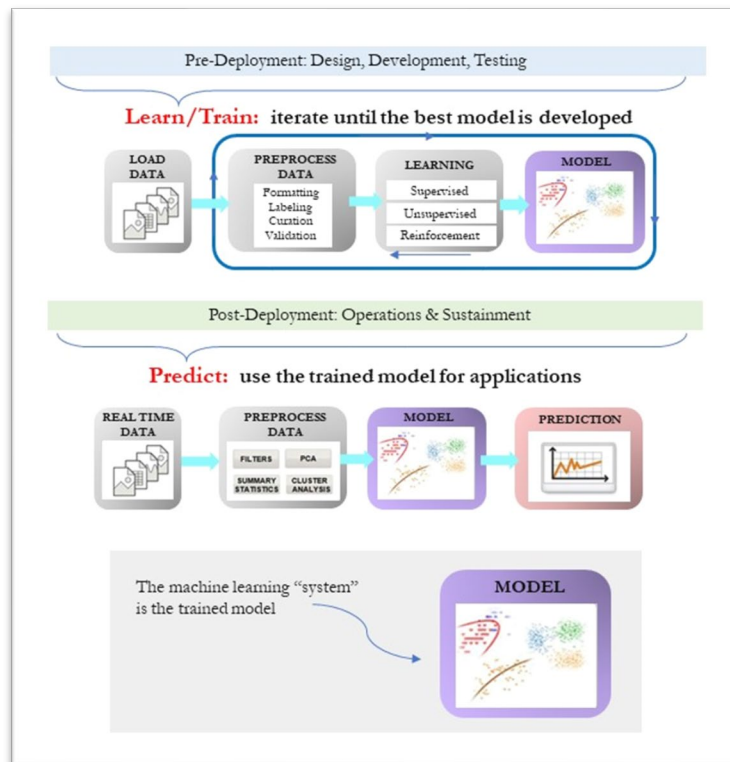 Pre-Deployment: Design, Development, Testing
Learn/Train: iterate until the best model is developed
LOAD
DATA
PREPROCESS
DATA
Formatting
Labeling
Curation
Validation
LEARNING
Supervised
Unsupervised
Reinforcement
MODEL
Post-Deployment: Operations & Sustainment
Predict: use the trained model for applications
REAL TIME
DATA
PREPROCESS
DATA
FILTERS
PCA
SUMMARY
STATISTICS
CLUSTER
ANALYSIS
MODEL
PREDICTION
The machine learning “system”
is the trained model
MODEL